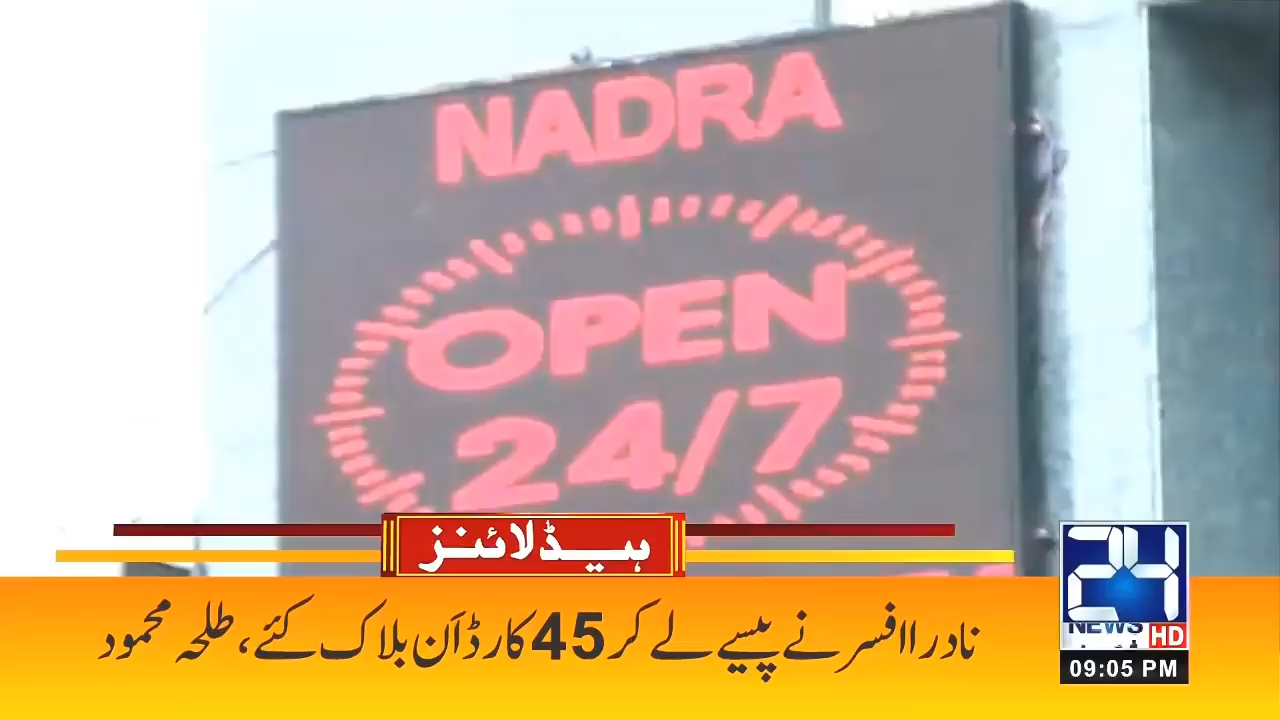 NADRA
OPEN
24/7
ہیڈلائنز
نادرا افسر نے پیسے لے کر 45 کارڈ اَن بلاک کئے، طلحہ محمود
24
NEWS
HD
09:05 PM